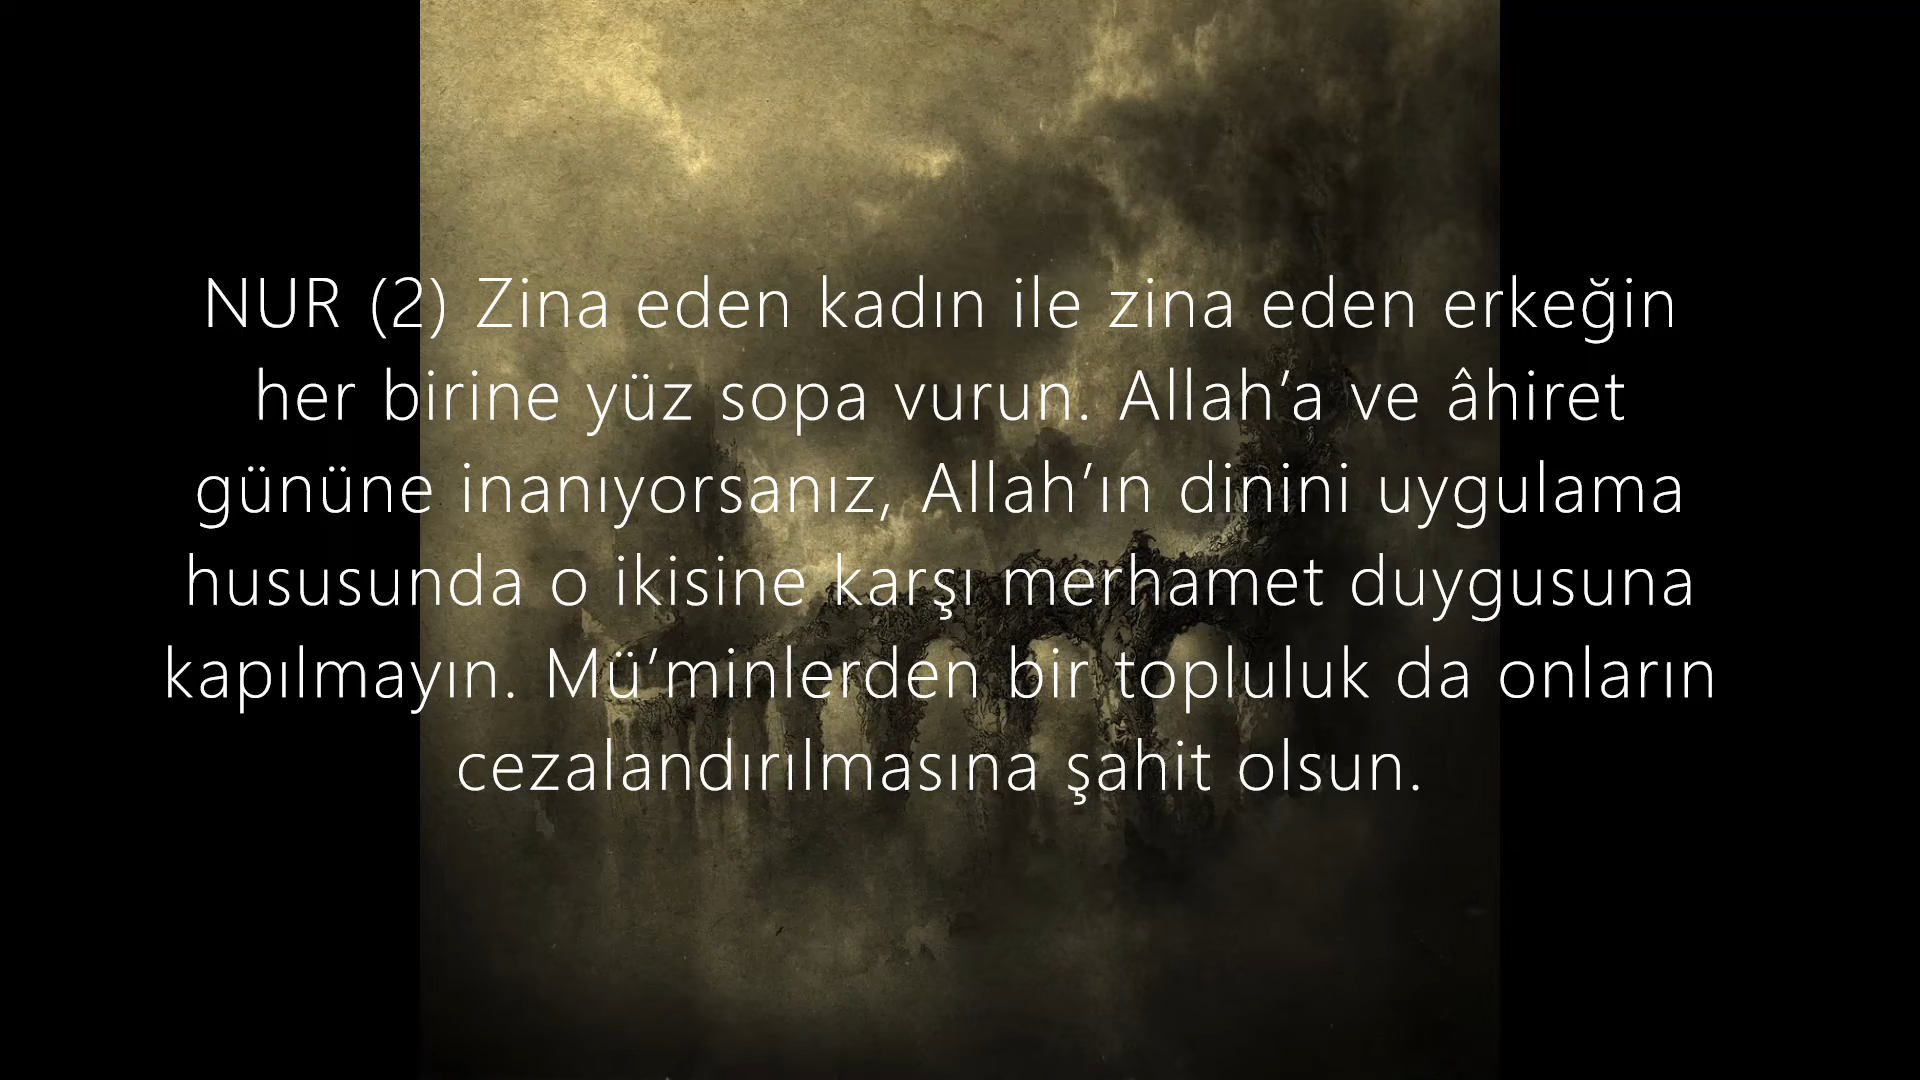 NUR (2) Zina eden kadın ile zina eden erkeğin
her birine yüz sopa vurun. Allah’a ve âhiret
gününe inanıyorsanız, Allah’ın dinini uygulama
hususunda o ikisine karşı merhamet duygusuna
kapılmayın. Mü’minlerden bir topluluk da onların
cezalandırılmasına şahit olsun.